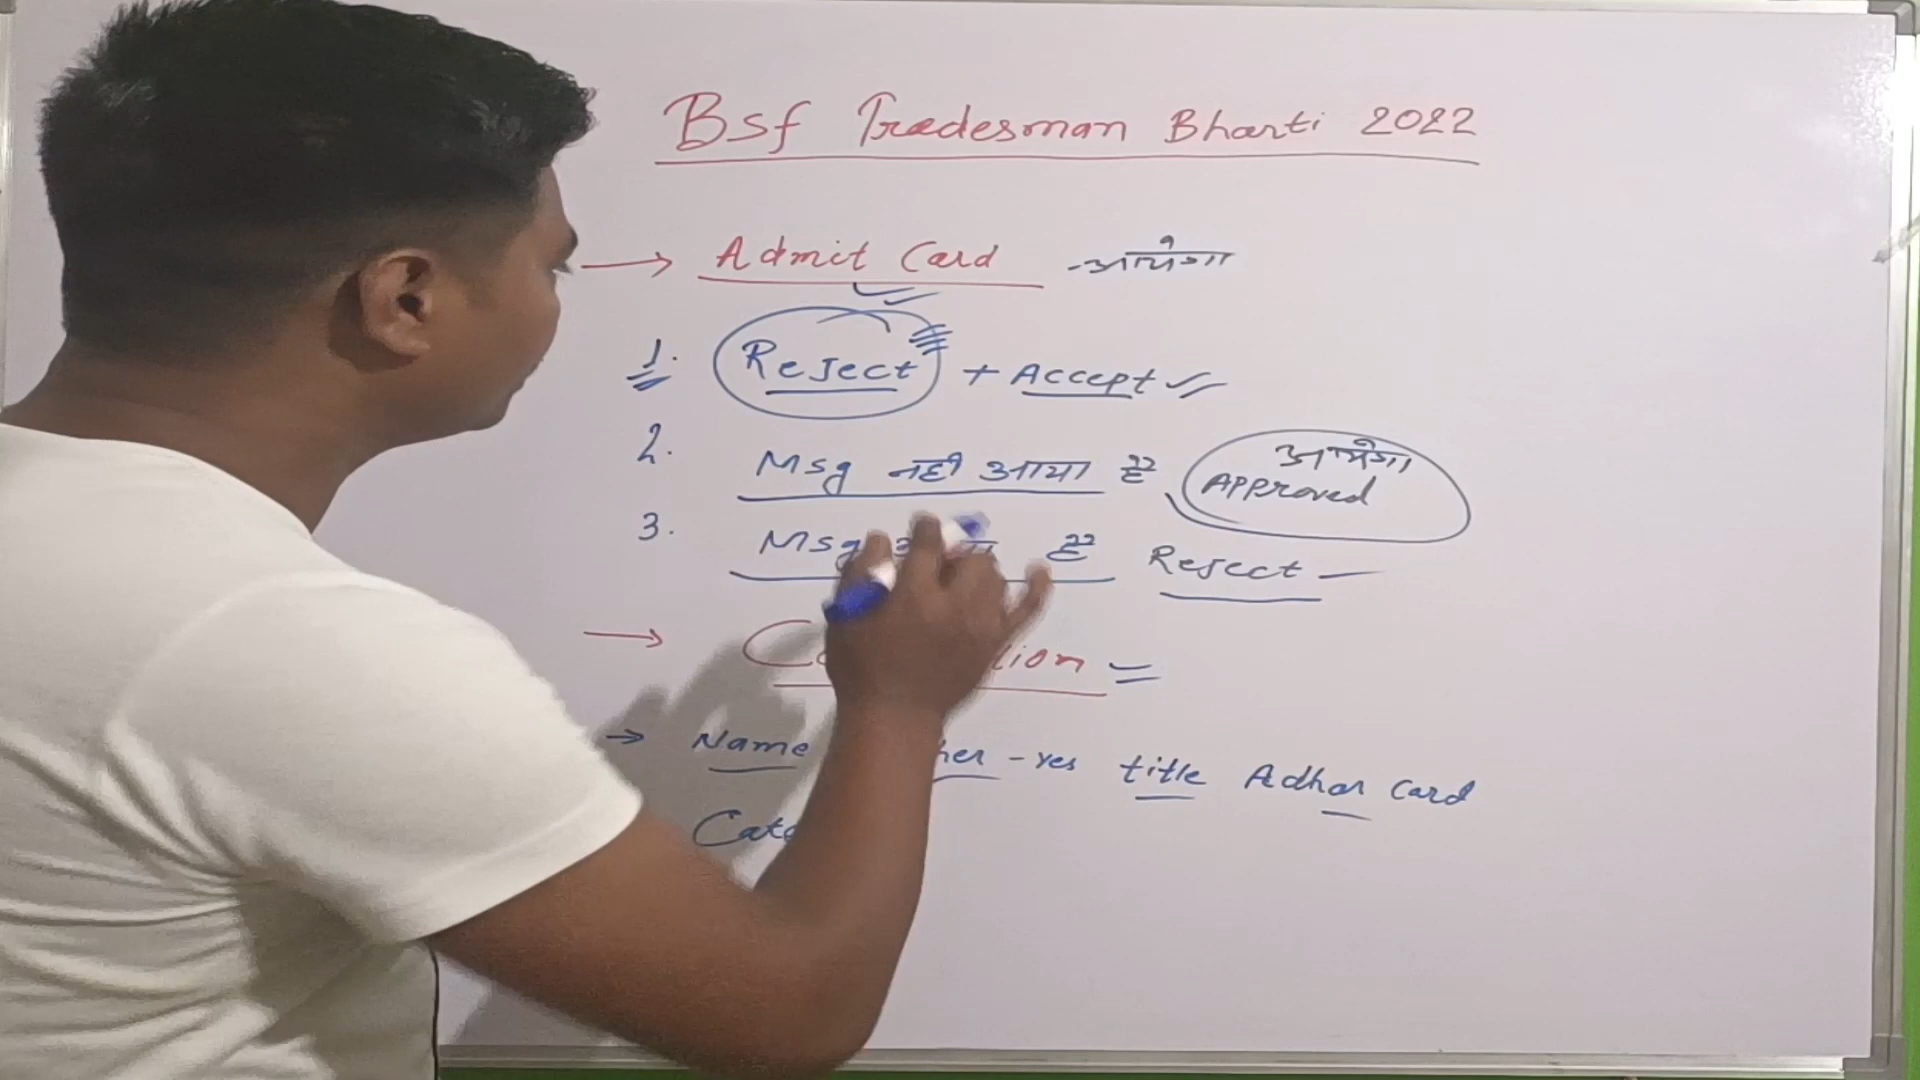 Bsf Tradesman Bharti 2022
→ Admit Card - आयेगा
1. Reject + Accept
2. Msg नही आया है आयेगा Approved
3. Msg है Reject -
→
→ Name - Yes title Adhar Card